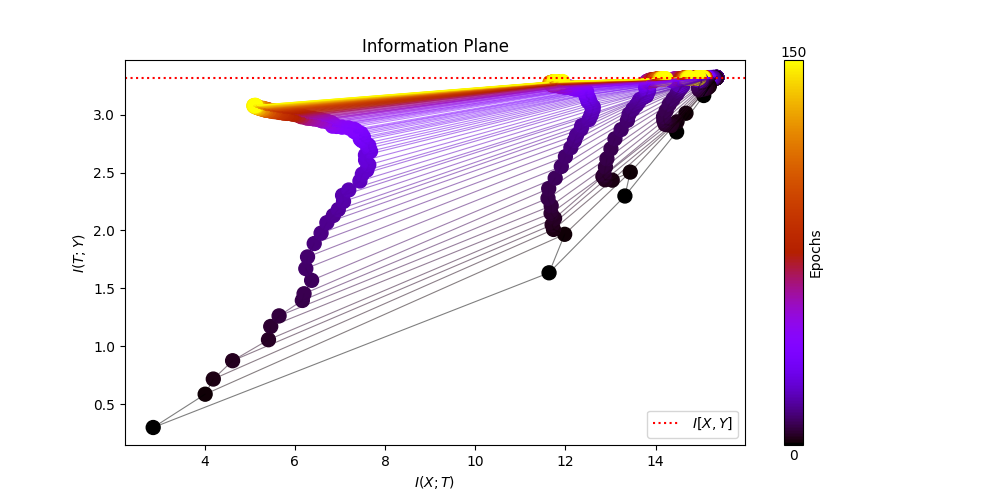 Information Plane
150
3.0
2.5
2.0
1.5
1.0
0.5
I(T; Y)
Epochs
I[X, Y]
0
4 6 8 10 12 14
I(X; T)